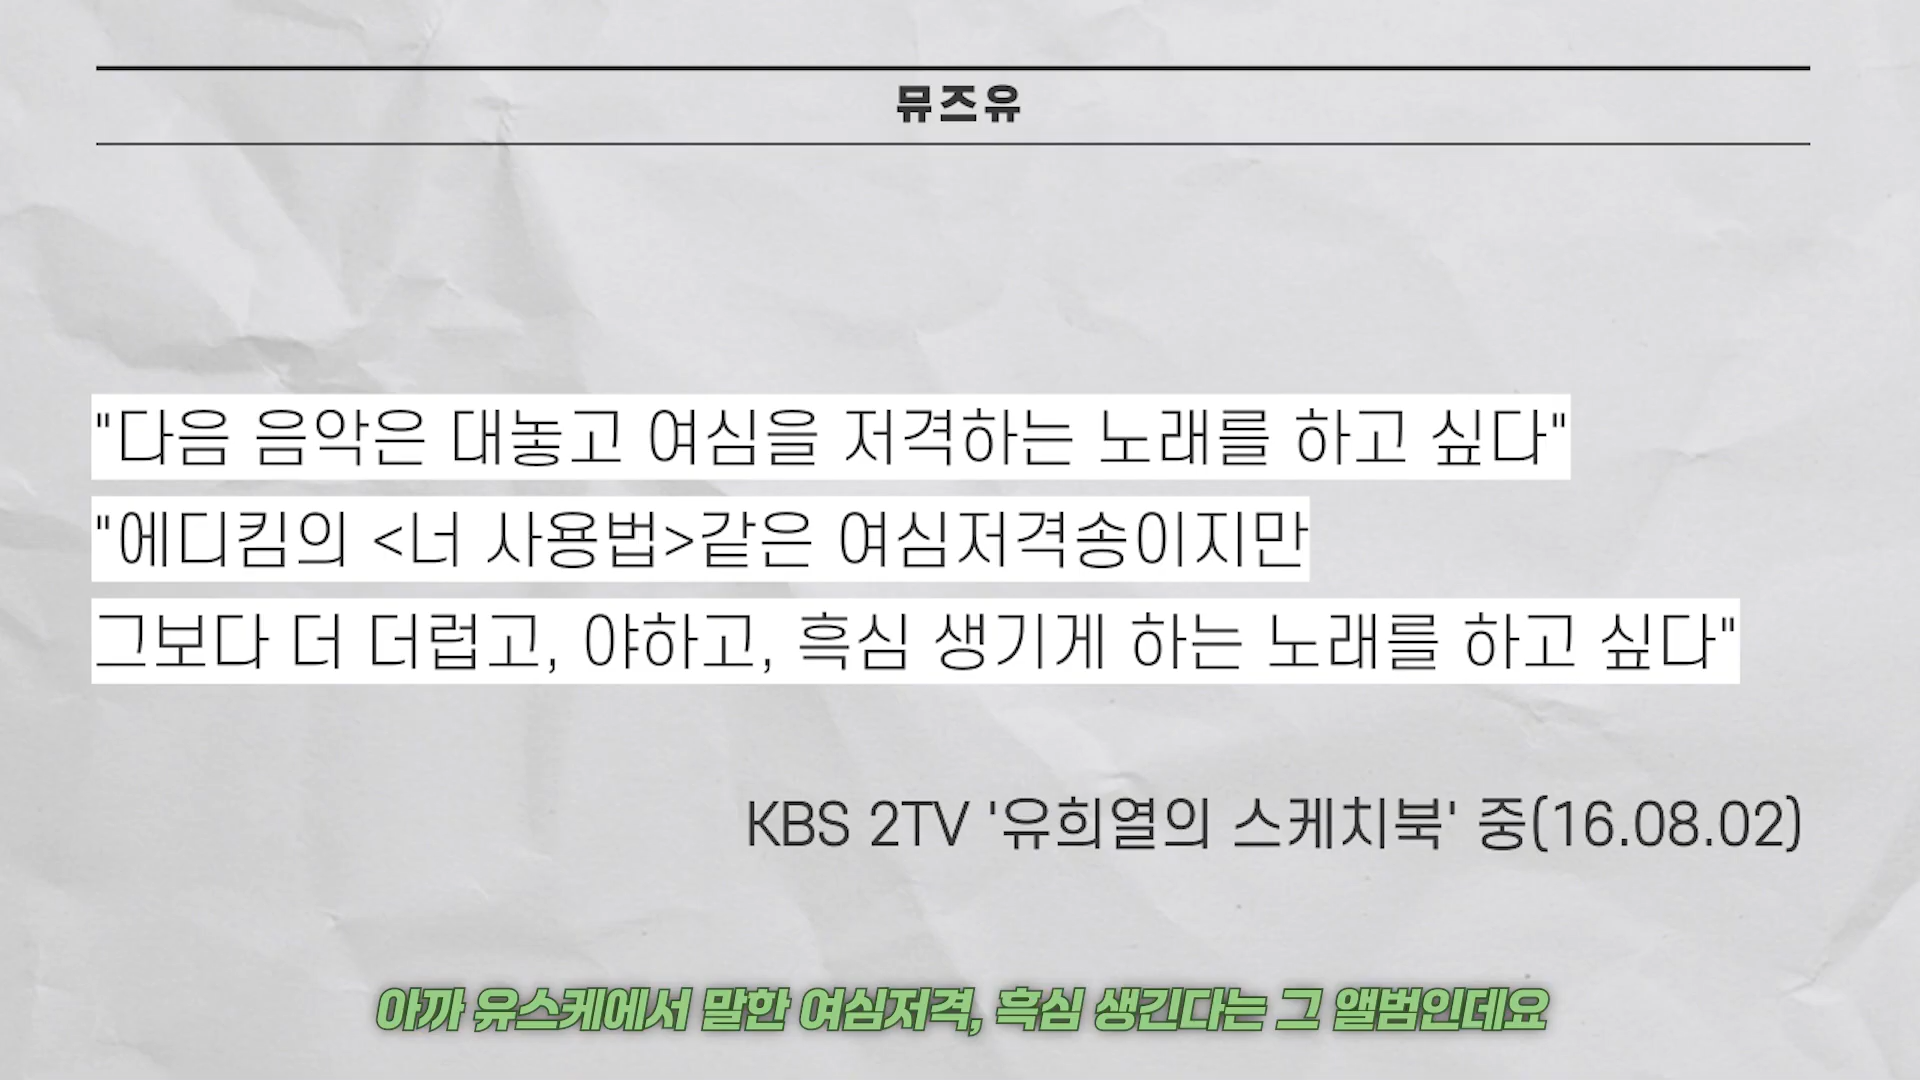 뮤즈유
"다음 음악은 대놓고 여심을 저격하는 노래를 하고 싶다"
"에디킴의 <너 사용법>같은 여심저격송이지만
그보다 더 더럽고, 야하고, 흑심 생기게 하는 노래를 하고 싶다"
KBS 2TV '유희열의 스케치북' 중(16.08.02)
아까 유스케에서 말한 여심저격, 흑심 생긴다는 그 앨범인데요